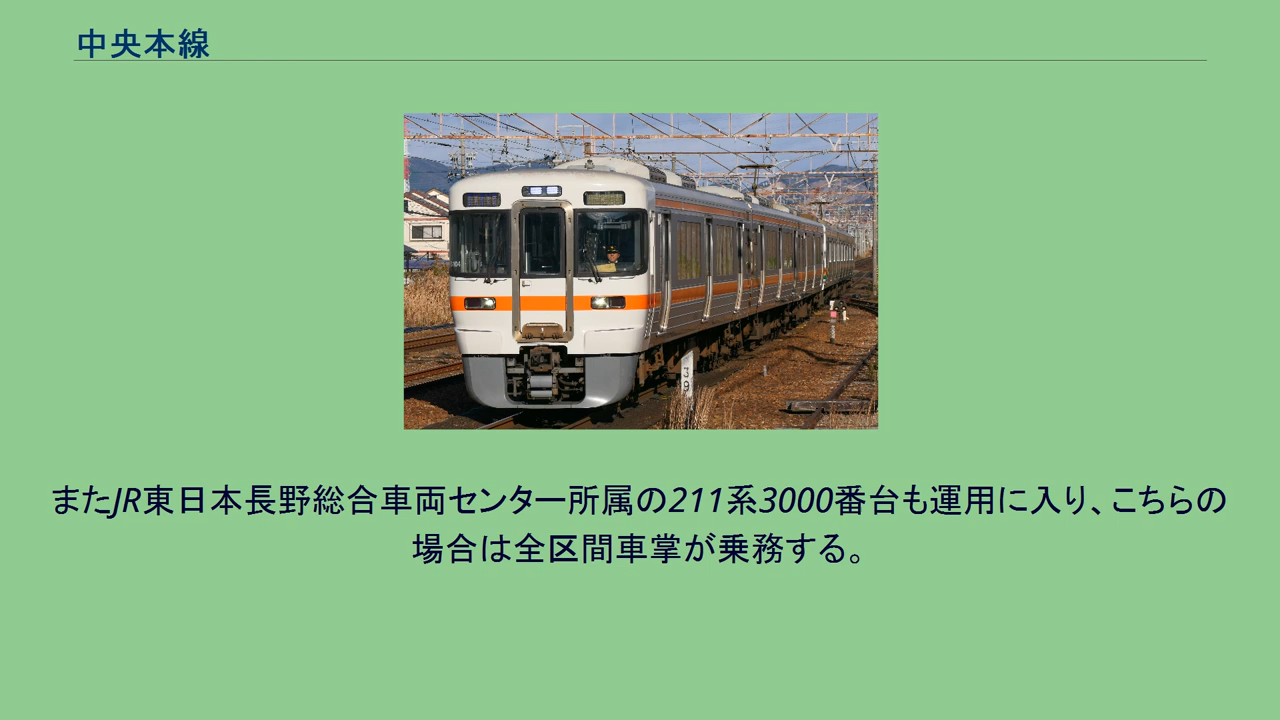 中央本線
またJR東日本長野総合車両センター所属の211系3000番台も運用に入り、こちらの
場合は全区間車掌が乗務する。